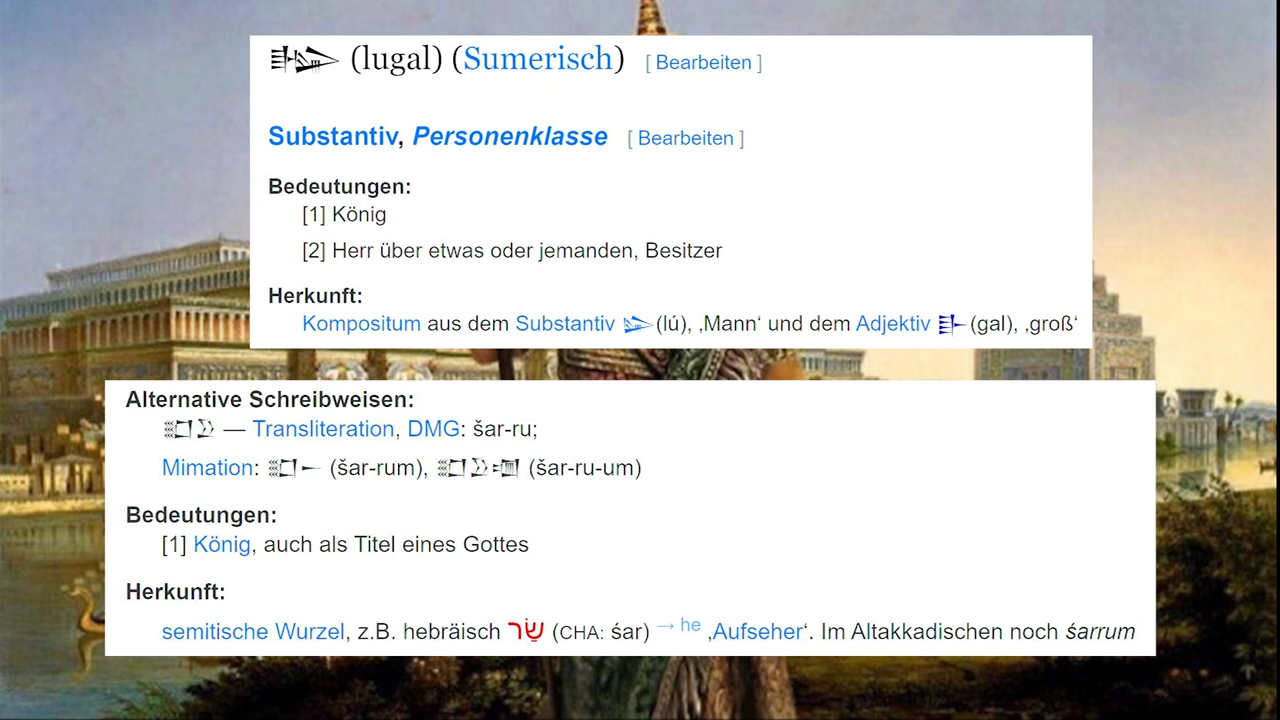 𒈗 (lugal) (Sumerisch) [ Bearbeiten ]
Substantiv, Personenklasse [ Bearbeiten ]
Bedeutungen:
[1] König
[2] Herr über etwas oder jemanden, Besitzer
Herkunft:
Kompositum aus dem Substantiv 𒇽(lú), ‚Mann‘ und dem Adjektiv 𒃲(gal), ‚groß‘
Alternative Schreibweisen:
𒊬𒊒 — Transliteration, DMG: šar-ru;
Mimation: (šar-rum), (šar-ru-um)
Bedeutungen:
[1] König, auch als Titel eines Gottes
Herkunft:
semitische Wurzel, z.B. hebräisch שַׂר (CHA: śar) → he ‚Aufseher‘. Im Altakkadischen noch śarrum